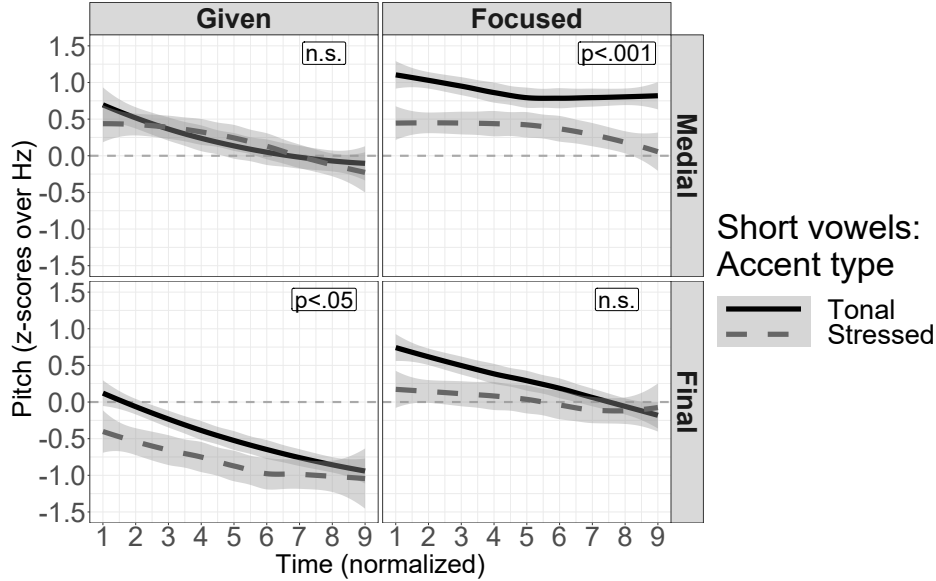 Given Focused
1.5
1.0
0.5
0.0
-0.5
-1.0
-1.5
n.s.
p<.001
Medial
1.5
1.0
0.5
0.0
-0.5
-1.0
-1.5
p<.05
n.s.
Final
Pitch (z-scores over Hz)
1 2 3 4 5 6 7 8 9 1 2 3 4 5 6 7 8 9
Time (normalized)
Short vowels:
Accent type
Tonal
Stressed